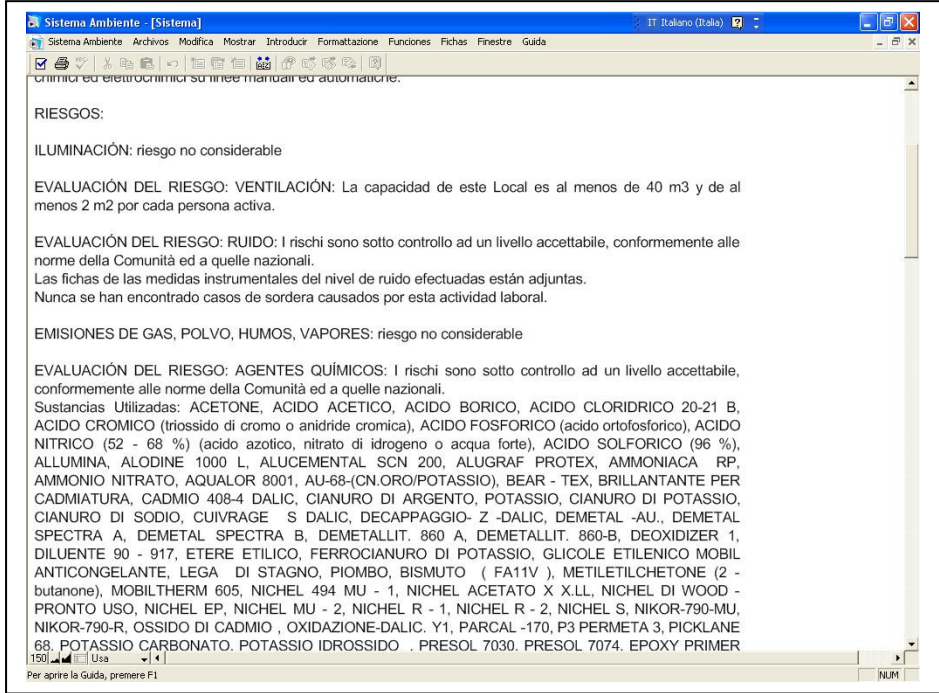 Sistema Ambiente - [Sistema]
IT Italiano (Italia)
Sistema Ambiente Archivos Modifica Mostrar Introducir Formattazione Funciones Fichas Finestre Guida
chimici ed elettrochimici su linee manuali ed automatiche.
RIESGOS:
ILUMINACIÓN: riesgo no considerable
EVALUACIÓN DEL RIESGO: VENTILACIÓN: La capacidad de este Local es al menos de 40 m3 y de al
menos 2 m2 por cada persona activa.
EVALUACIÓN DEL RIESGO: RUIDO: I rischi sono sotto controllo ad un livello accettabile, conformemente alle
norme della Comunità ed a quelle nazionali.
Las fichas de las medidas instrumentales del nivel de ruido efectuadas están adjuntas.
Nunca se han encontrado casos de sordera causados por esta actividad laboral.
EMISIONES DE GAS, POLVO, HUMOS, VAPORES: riesgo no considerable
EVALUACIÓN DEL RIESGO: AGENTES QUÍMICOS: I rischi sono sotto controllo ad un livello accettabile,
conformemente alle norme della Comunità ed a quelle nazionali.
Sustancias Utilizadas: ACETONE, ACIDO ACETICO, ACIDO BORICO, ACIDO CLORIDRICO 20-21 B,
ACIDO CROMICO (triossido di cromo o anidride cromica), ACIDO FOSFORICO (acido ortofosforico), ACIDO
NITRICO (52 - 68 %) (acido azotico, nitrato di idrogeno o acqua forte), ACIDO SOLFORICO (96 %),
ALLUMINA, ALODINE 1000 L, ALUCEMENTAL SCN 200, ALUGRAF PROTEX, AMMONIACA RP,
AMMONIO NITRATO, AQUALOR 8001, AU-68-(CN.ORO/POTASSIO), BEAR - TEX, BRILLANTANTE PER
CADMIATURA, CADMIO 408-4 DALIC, CIANURO DI ARGENTO, POTASSIO, CIANURO DI POTASSIO,
CIANURO DI SODIO, CUIVRAGE S DALIC, DECAPPAGGIO- Z -DALIC, DEMETAL -AU., DEMETAL
SPECTRA A, DEMETAL SPECTRA B, DEMETALLIT. 860 A, DEMETALLIT. 860-B, DEOXIDIZER 1,
DILUENTE 90 - 917, ETERE ETILICO, FERROCIANURO DI POTASSIO, GLICOLE ETILENICO MOBIL
ANTICONGELANTE, LEGA DI STAGNO, PIOMBO, BISMUTO ( FA11V ), METILETILCHETONE (2 -
butanone), MOBILTHERM 605, NICHEL 494 MU - 1, NICHEL ACETATO X X.LL, NICHEL DI WOOD -
PRONTO USO, NICHEL EP, NICHEL MU - 2, NICHEL R - 1, NICHEL R - 2, NICHEL S, NIKOR-790-MU,
NIKOR-790-R, OSSIDO DI CADMIO , OXIDAZIONE-DALIC. Y1, PARCAL -170, P3 PERMETA 3, PICKLANE
68, POTASSIO CARBONATO, POTASSIO IDROSSIDO , PRESOL 7030, PRESOL 7074, EPOXY PRIMER
150 Usa
Per aprire la Guida, premere F1 NUM